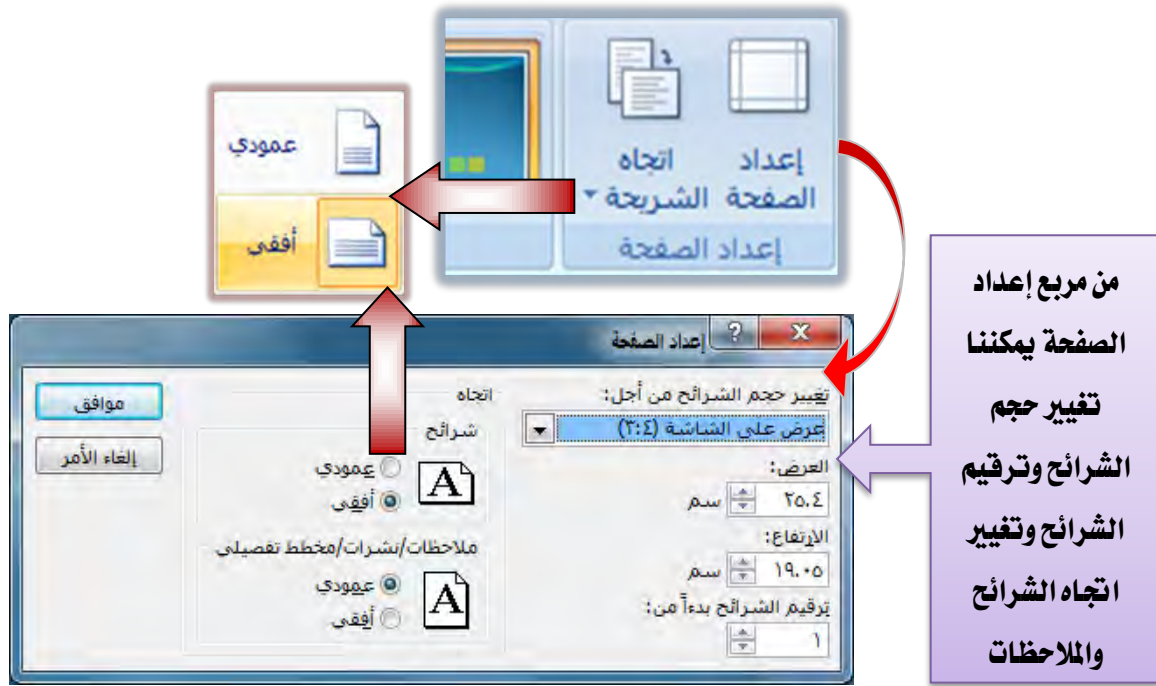 إعداد
الصفحة
اتجاه
الشريحة
إعداد الصفحة
عمودي
أفقي
من مربع إعداد
الصفحة يمكننا
تغيير حجم
الشرائح وترقيم
الشرائح وتغيير
اتجاه الشرائح
والملاحظات
إعداد الصفحة
تغيير حجم الشرائح من أجل:
عرض على الشاشة (٣:٤)
العرض:
٢٥.٤ سم
الارتفاع:
١٩.٠٥ سم
ترقيم الشرائح بدءاً من:
١
اتجاه
شرائح
عمودي
أفقي
A
ملاحظات/نشرات/مخطط تفصيلي
عمودي
أفقي
A
موافق
إلغاء الأمر